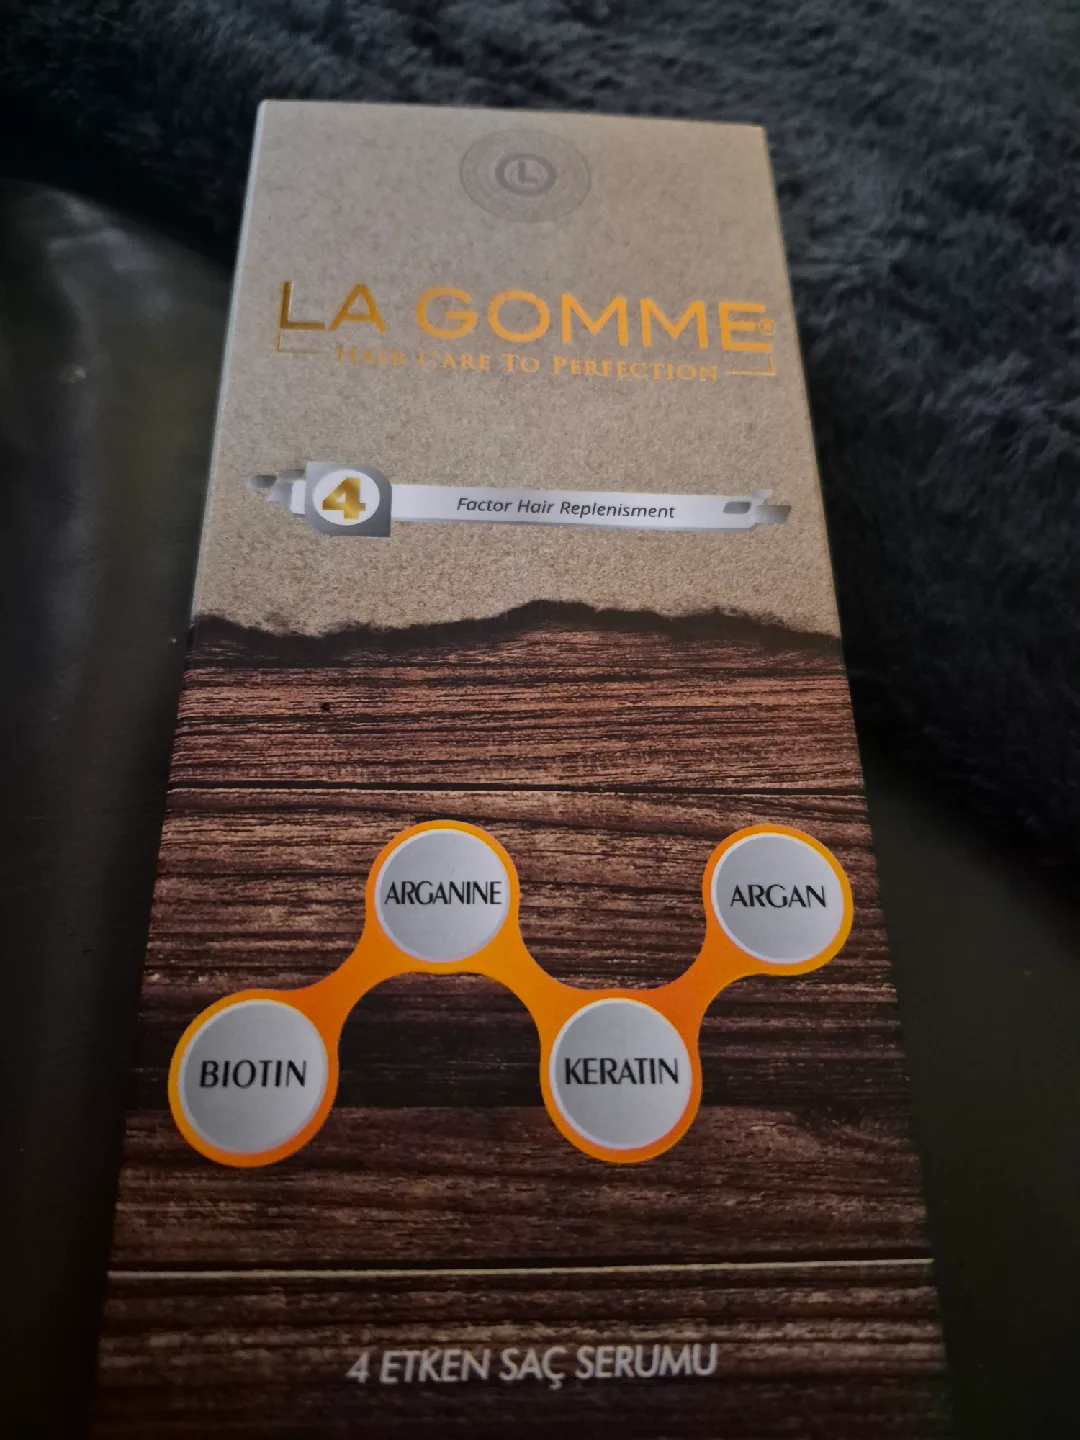 L
LA GOMME®
HAIR CARE TO PERFECTION
4 Factor Hair Replenisment
ARGANINE
ARGAN
BIOTIN
KERATIN
4 ETKEN SAÇ SERUMU